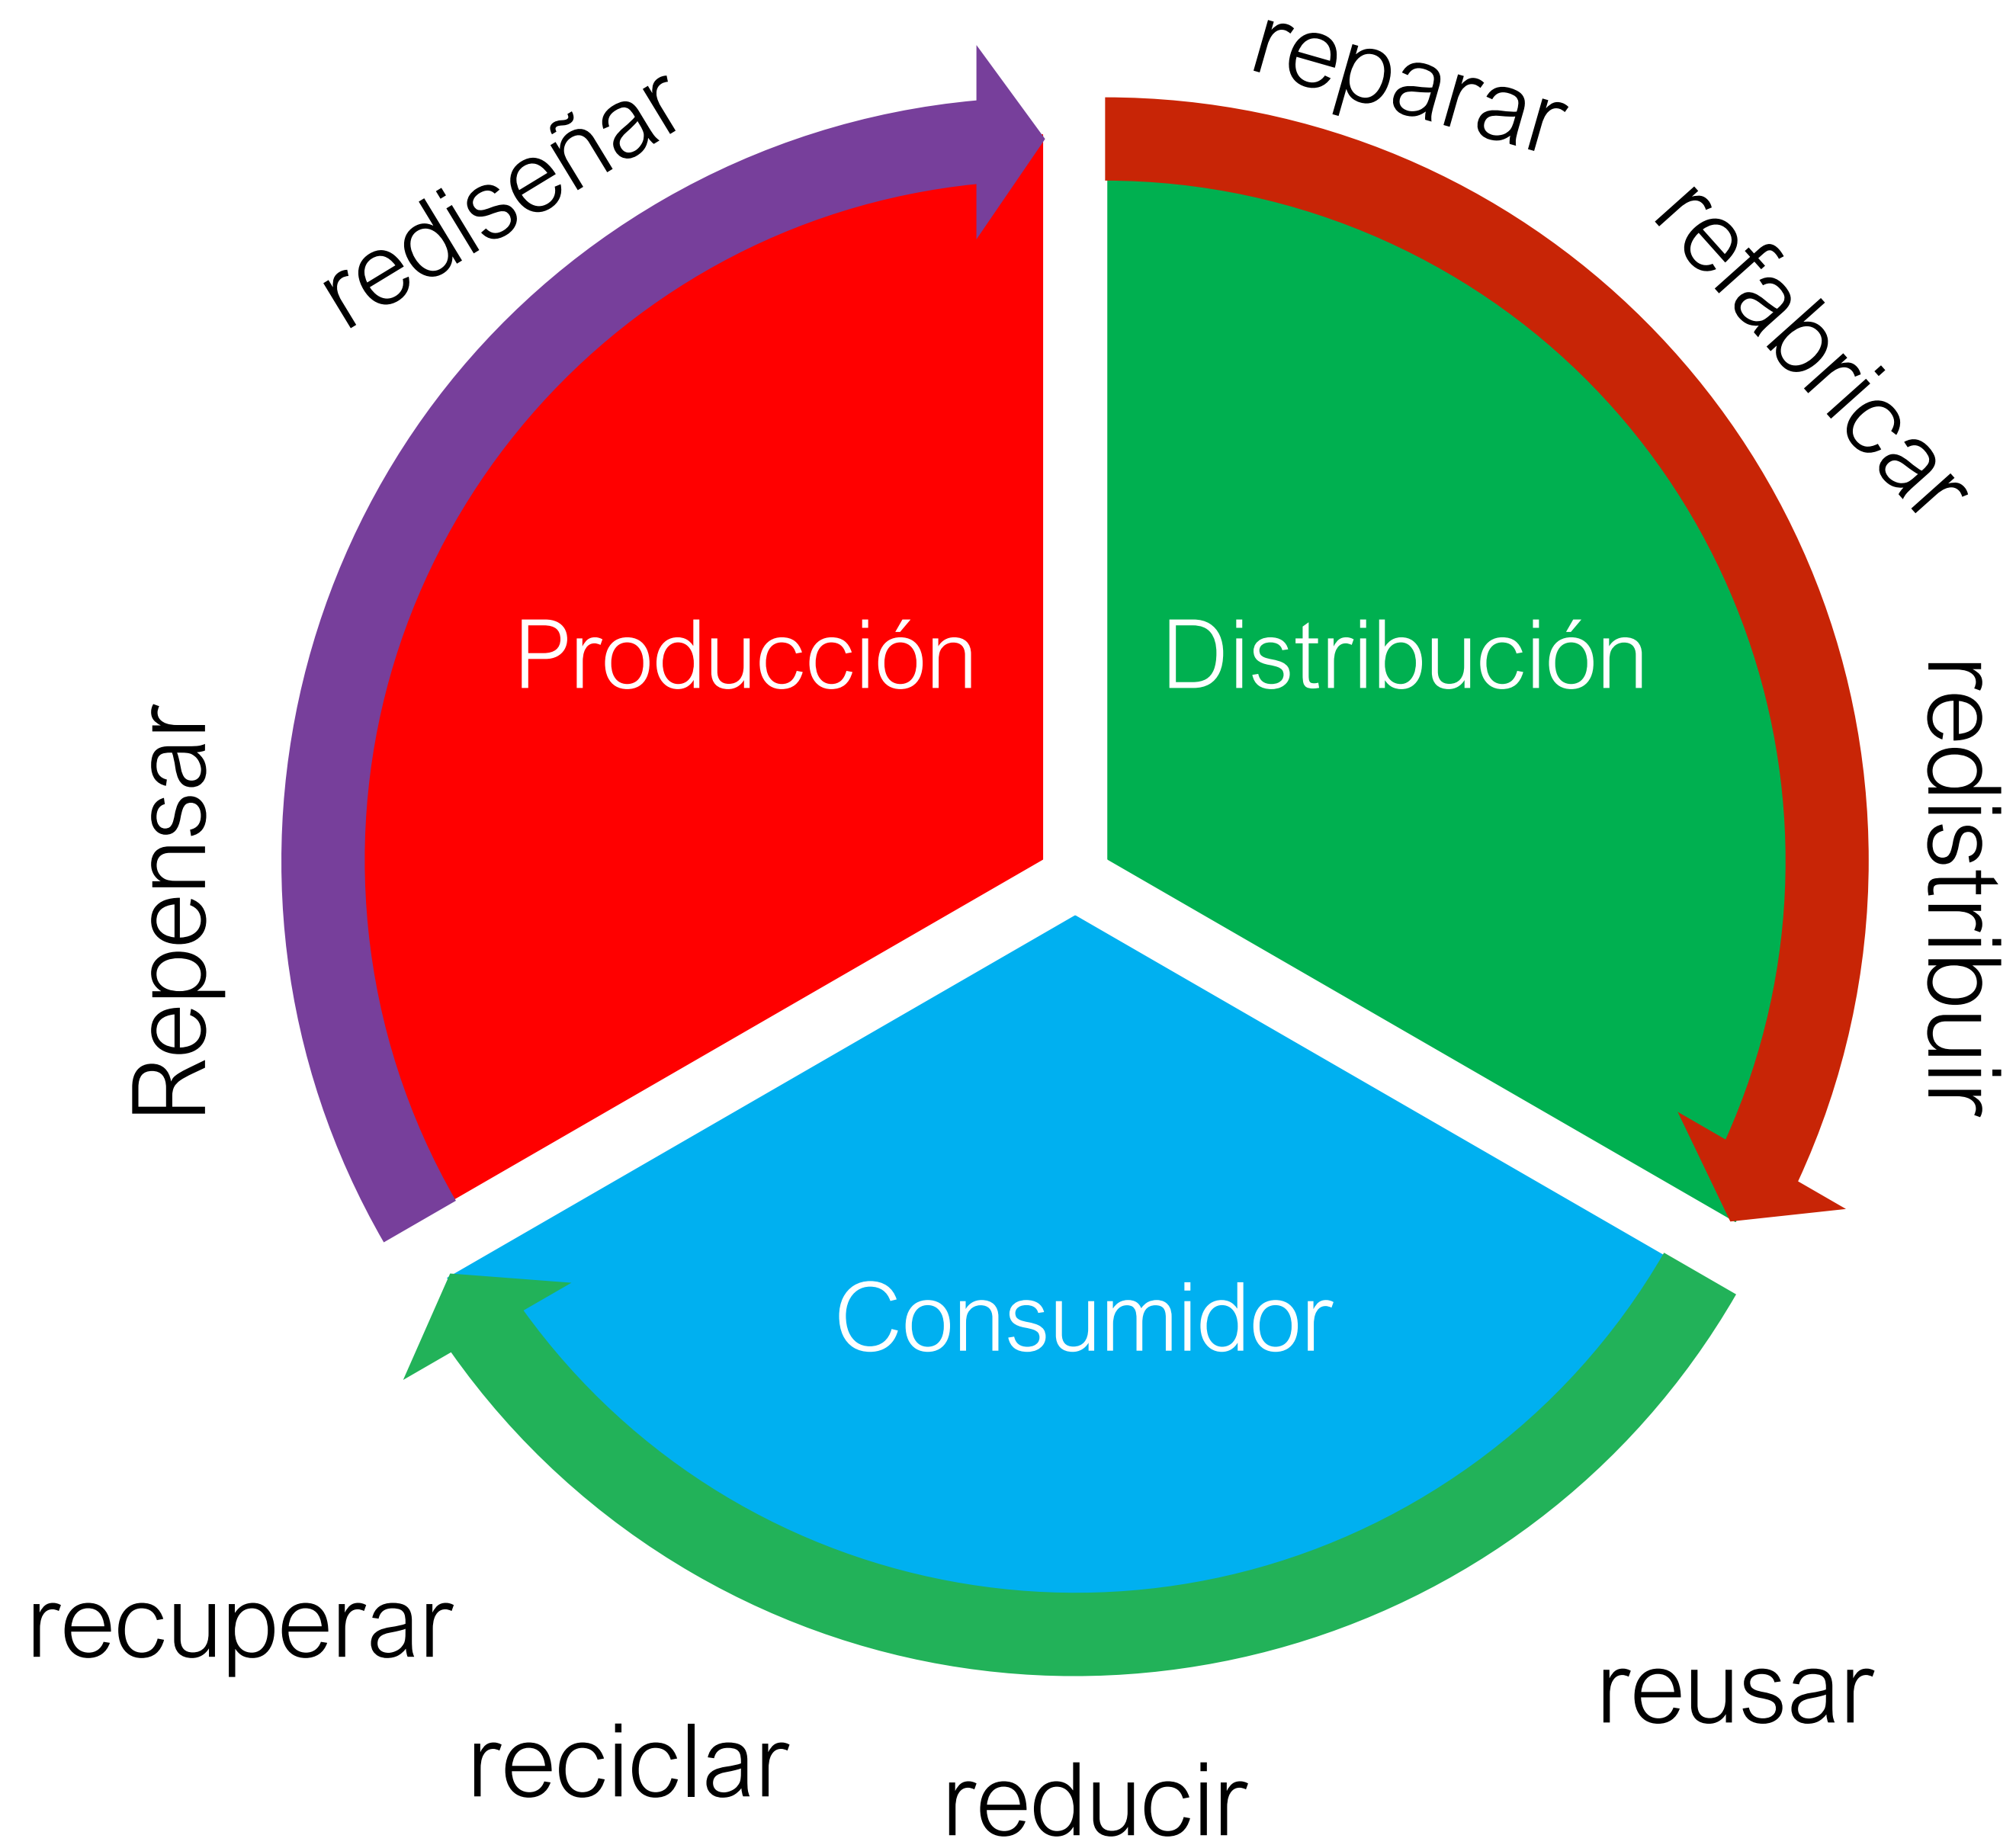 reparar
rediseñar
refabricar
Producción
Distribución
redistribuir
Repensar
Consumidor
recuperar
reusar
reciclar
reducir